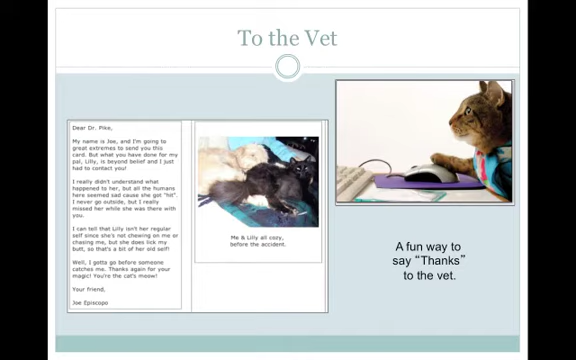 To the Vet
Dear Dr. Pike,
My name is Joe, and I'm going to
great extremes to send you this
card. But what you have done for my
pal, Lilly, is beyond belief and I just
had to contact you!
I really didn't understand what
happened to her, but all the humans
here seemed sad cause she got "hit".
I never go outside, but I really
missed her while she was there with
you.
I can tell that Lilly isn't her regular
self since she's not chewing on me or
chasing me, but she does lick my
butt, so that's a bit of her old self!
Well, I gotta go before someone
catches me. Thanks again for your
magic! You're the cat's meow!
Your friend,
Joe Episcopo
Me & Lilly all cozy,
before the accident.
A fun way to
say “Thanks”
to the vet.